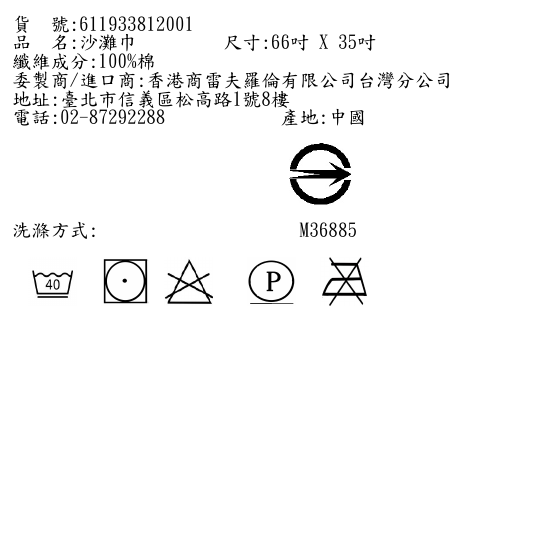 貨　號:611933812001
品　名:沙灘巾　　尺寸:66吋 X 35吋
纖維成分:100%棉
委製商/進口商:香港商雷夫羅倫有限公司台灣分公司
地址:臺北市信義區松高路1號8樓
電話:02-87292288　　產地:中國
洗滌方式:　　M36885
40　P